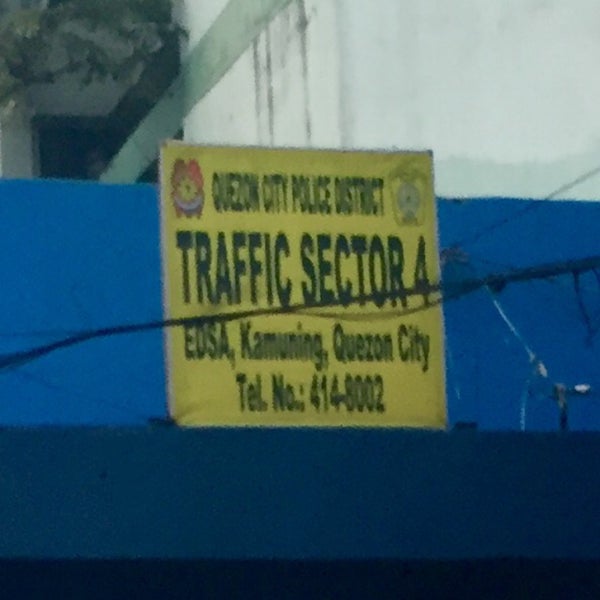 QUEZON CITY POLICE DISTRICT
TRAFFIC SECTOR 4
EDSA, Kamuning, Quezon City
Tel. No.: 414-8002